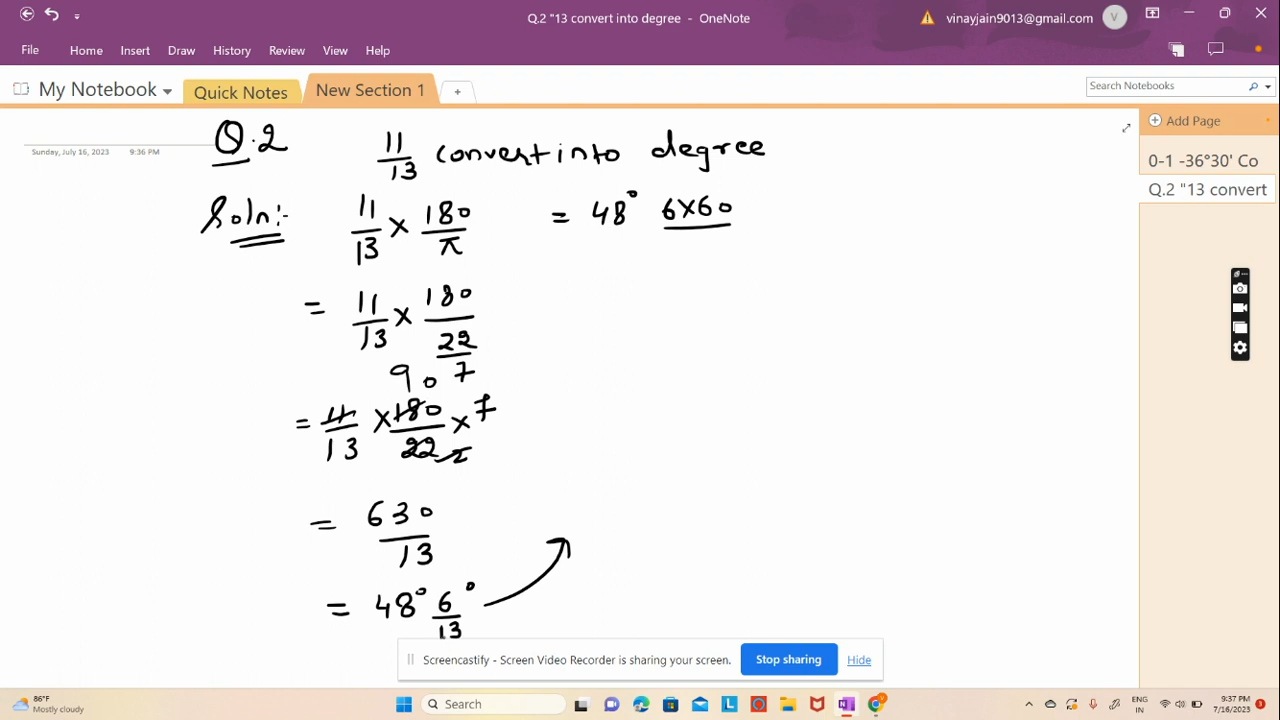 Q.2 "13 convert into degree - OneNote
vinayjain9013@gmail.com
V
File Home Insert Draw History Review View Help
My Notebook
Quick Notes
New Section 1
+
Search Notebooks
Sunday, July 16, 2023 9:36 PM
Add Page
0-1 -36°30' Co
Q.2 "13 convert
Q.2 11/13 convert into degree
Soln:- 11/13 × 180/π = 48° 6×60
= 11/13 × 180/22/7
90
= 11/13 × 180/22 × 7
= 630/13
= 48° 6/13°
Screencastify - Screen Video Recorder is sharing your screen.
Stop sharing
Hide
86°F
Mostly cloudy
Search
ENG
IN
9:37 PM
7/16/2023